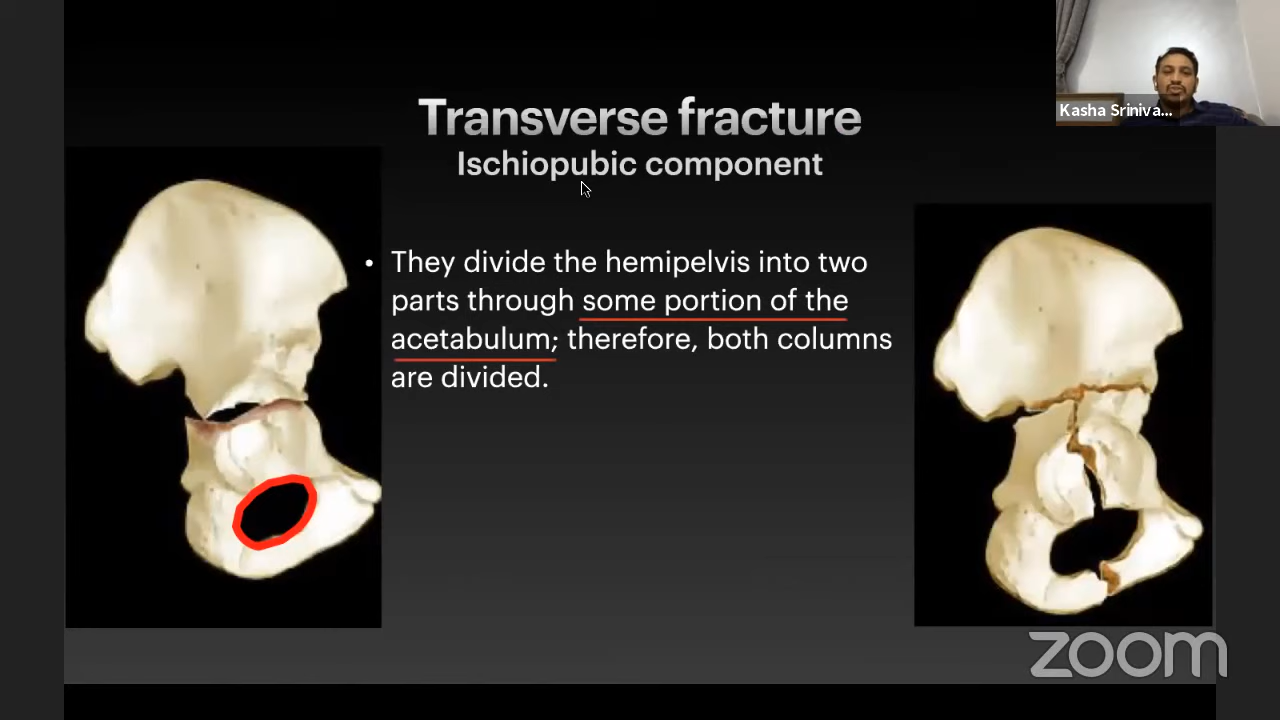 Transverse fracture
Ischiopubic component
• They divide the hemipelvis into two
parts through some portion of the
acetabulum; therefore, both columns
are divided.
Kasha Sriniva...
zoom